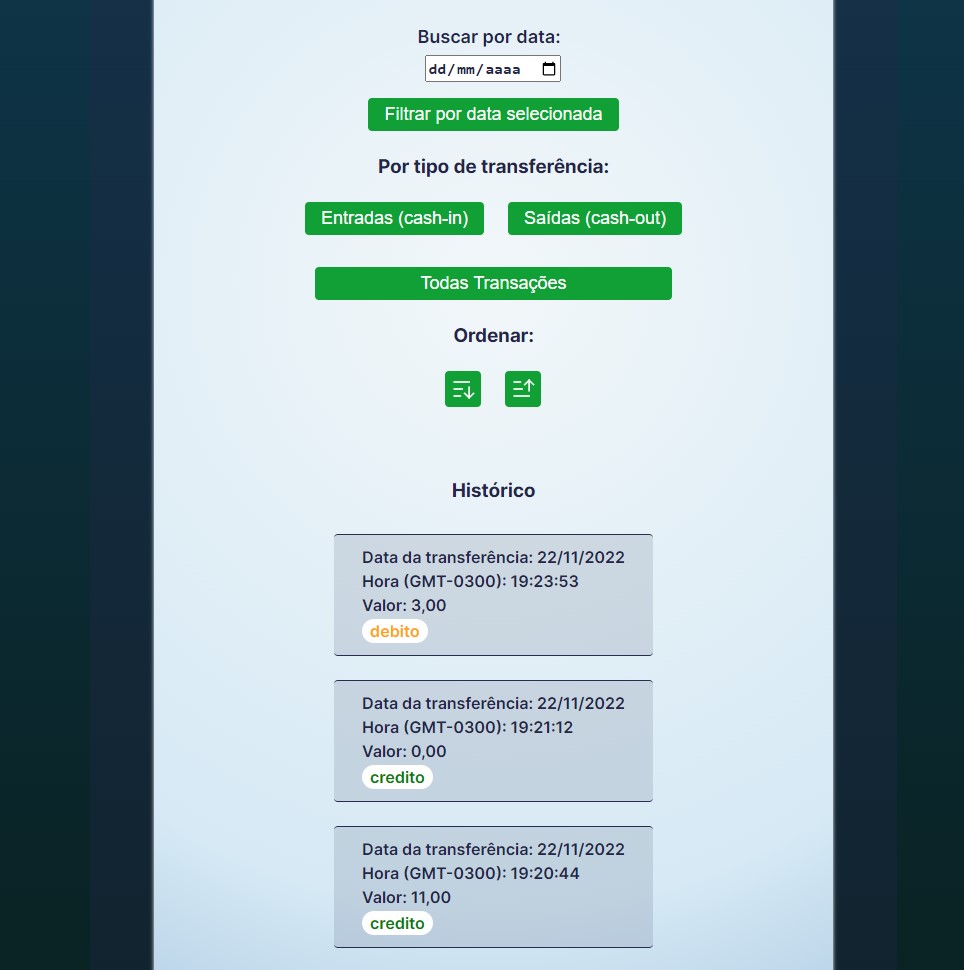 Buscar por data:
dd/mm/aaaa
Filtrar por data selecionada
Por tipo de transferência:
Entradas (cash-in) Saídas (cash-out)
Todas Transações
Ordenar:
Histórico
Data da transferência: 22/11/2022
Hora (GMT-0300): 19:23:53
Valor: 3,00
debito
Data da transferência: 22/11/2022
Hora (GMT-0300): 19:21:12
Valor: 0,00
credito
Data da transferência: 22/11/2022
Hora (GMT-0300): 19:20:44
Valor: 11,00
credito